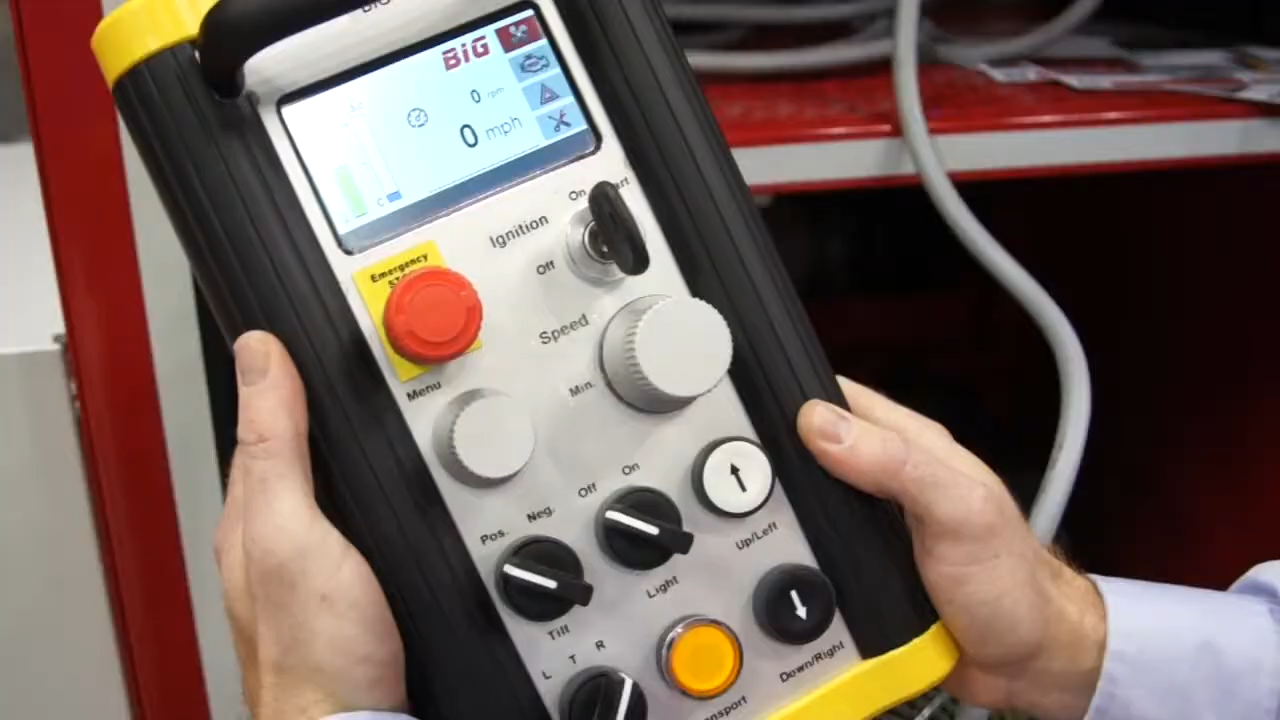 BiG
BiG
0 rpm
0 mph
C
On
Ignition
Off
Emergency
Speed
Min.
Menu
On
Off
Neg.
Pos.
Up/Left
Light
Tilt
L T R
Down/Right